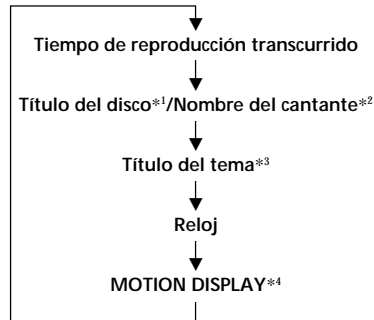 Tiempo de reproducción transcurrido
Título del disco*1/Nombre del cantante*2
Título del tema*3
Reloj
MOTION DISPLAY*4